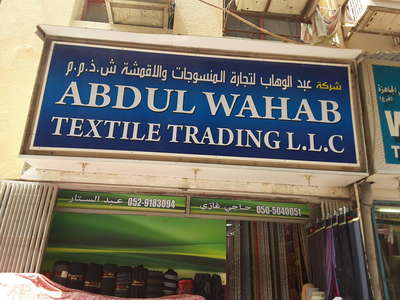 شركة عبد الوهاب لتجارة المنسوجات والاقمشة ش.ذ.م.م
ABDUL WAHAB
TEXTILE TRADING L.L.C
052-9183094 عبد الستار
050-5040051 حاجي غازي